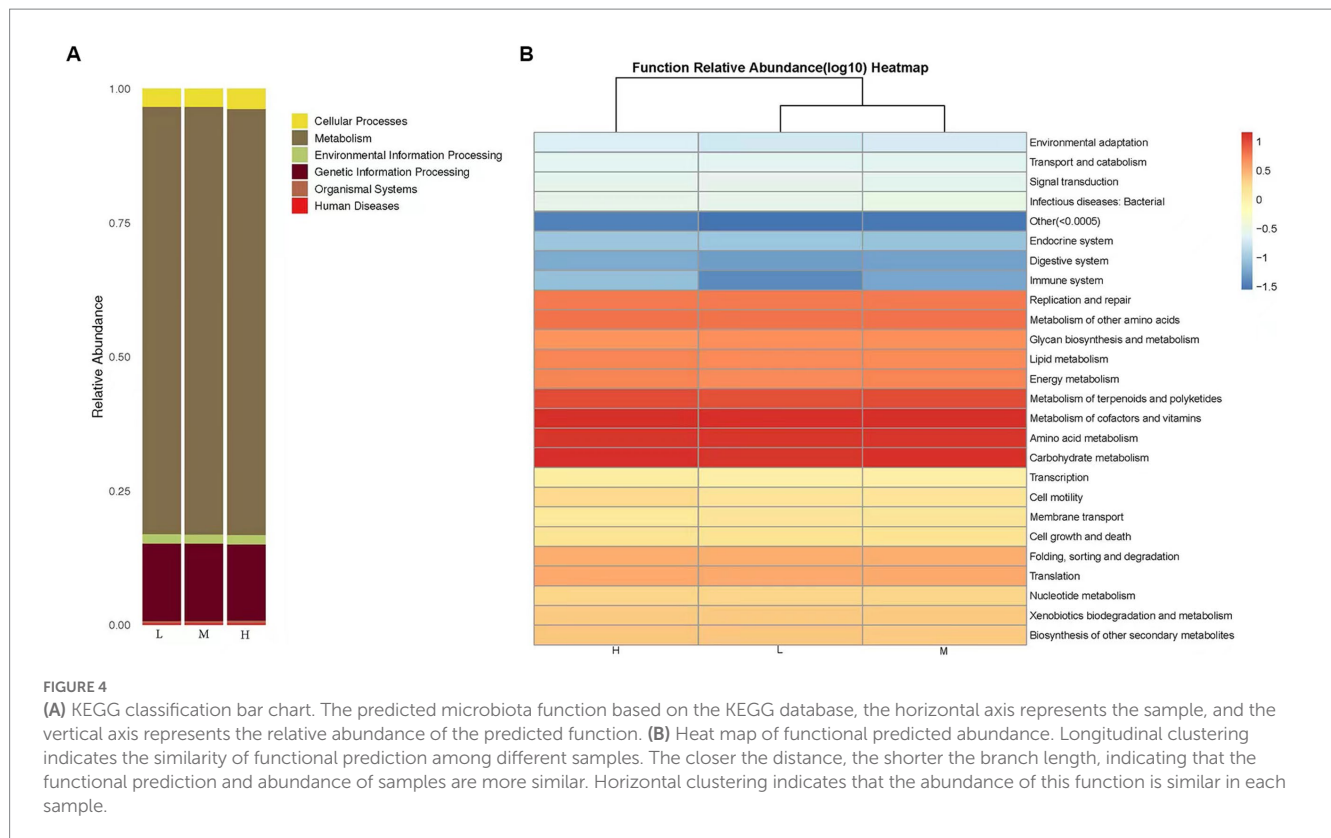 A
1.00
0.75
0.50
0.25
0.00
Relative Abundance
L M H
Cellular Processes
Metabolism
Environmental Information Processing
Genetic Information Processing
Organismal Systems
Human Diseases
B
Function Relative Abundance(log10) Heatmap
Environmental adaptation
Transport and catabolism
Signal transduction
Infectious diseases: Bacterial
Other(<0.0005)
Endocrine system
Digestive system
Immune system
Replication and repair
Metabolism of other amino acids
Glycan biosynthesis and metabolism
Lipid metabolism
Energy metabolism
Metabolism of terpenoids and polyketides
Metabolism of cofactors and vitamins
Amino acid metabolism
Carbohydrate metabolism
Transcription
Cell motility
Membrane transport
Cell growth and death
Folding, sorting and degradation
Translation
Nucleotide metabolism
Xenobiotics biodegradation and metabolism
Biosynthesis of other secondary metabolites
H L M
1
0.5
0
−0.5
−1
−1.5
FIGURE 4
(A) KEGG classification bar chart. The predicted microbiota function based on the KEGG database, the horizontal axis represents the sample, and the
vertical axis represents the relative abundance of the predicted function. (B) Heat map of functional predicted abundance. Longitudinal clustering
indicates the similarity of functional prediction among different samples. The closer the distance, the shorter the branch length, indicating that the
functional prediction and abundance of samples are more similar. Horizontal clustering indicates that the abundance of this function is similar in each
sample.